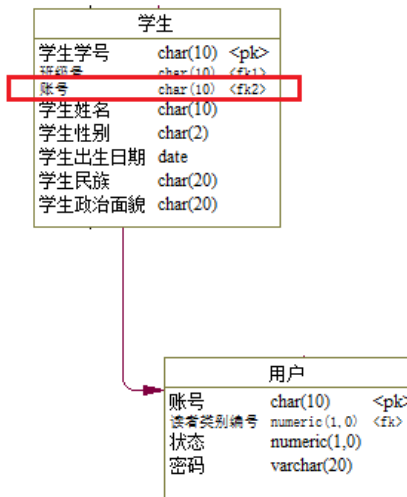 学生
学生学号 char(10) <pk>
班级号 char(10) <fk1>
账号 char(10) <fk2>
学生姓名 char(10)
学生性别 char(2)
学生出生日期 date
学生民族 char(20)
学生政治面貌 char(20)
用户
账号 char(10) <pk>
读者类别编号 numeric(1,0) <fk>
状态 numeric(1,0)
密码 varchar(20)